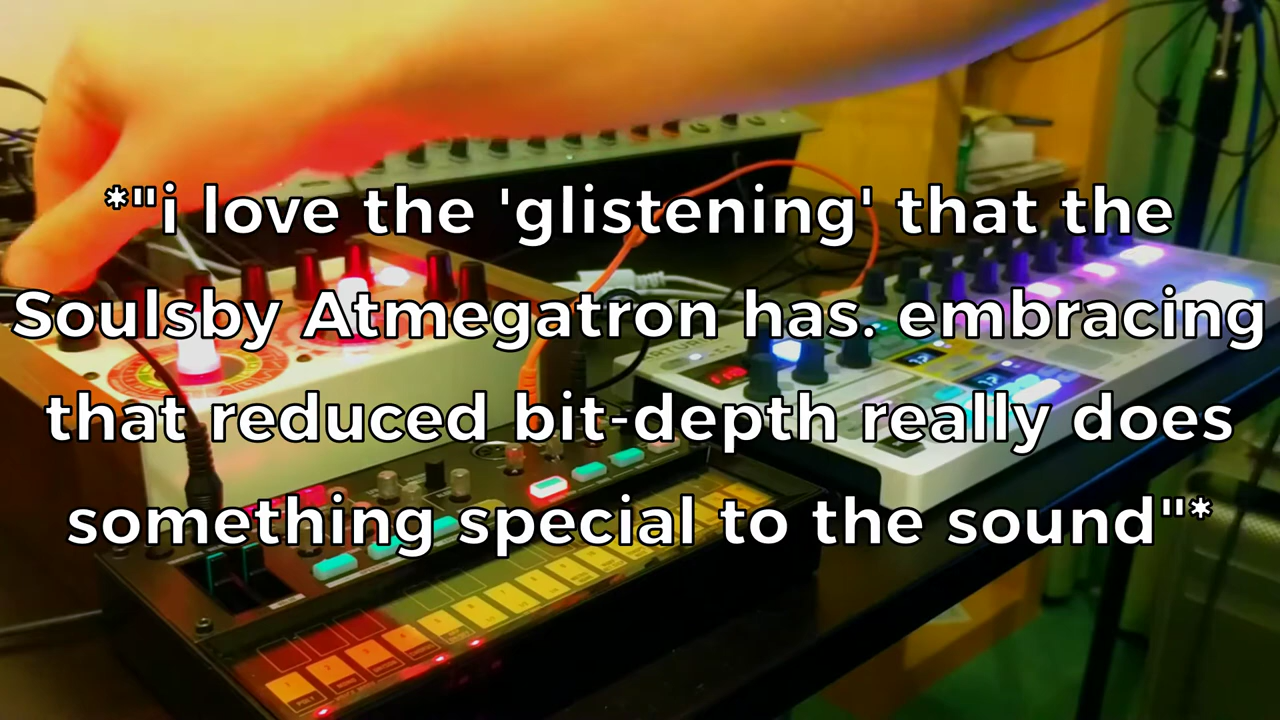 *"i love the 'glistening' that the
Soulsby Atmegatron has. embracing
that reduced bit-depth really does
something special to the sound"*